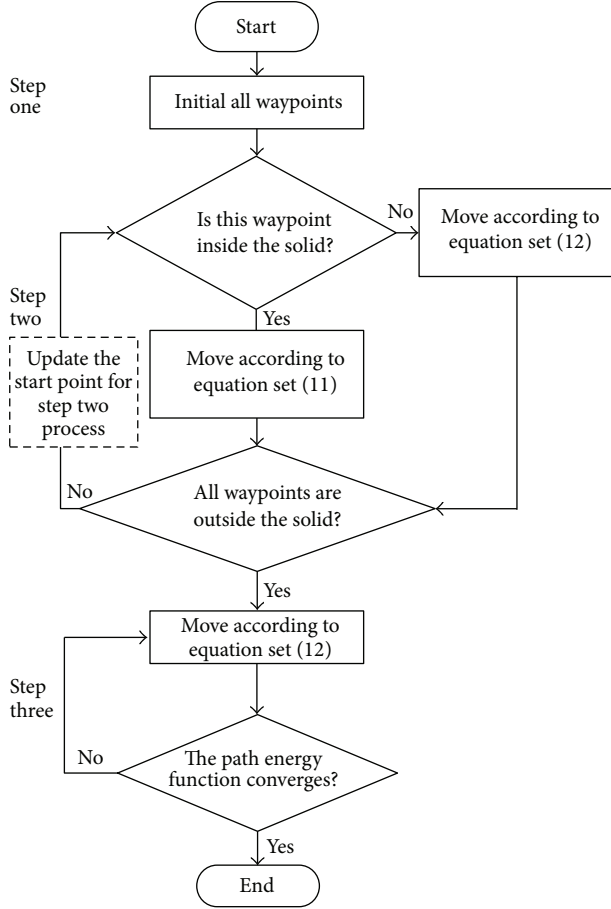 Start
Step
one
Initial all waypoints
Is this waypoint
inside the solid?
No
Move according to
equation set (12)
Yes
Step
two
Update the
start point for
step two
process
Move according to
equation set (11)
No
All waypoints are
outside the solid?
Yes
Move according to
equation set (12)
Step
three
No
The path energy
function converges?
Yes
End